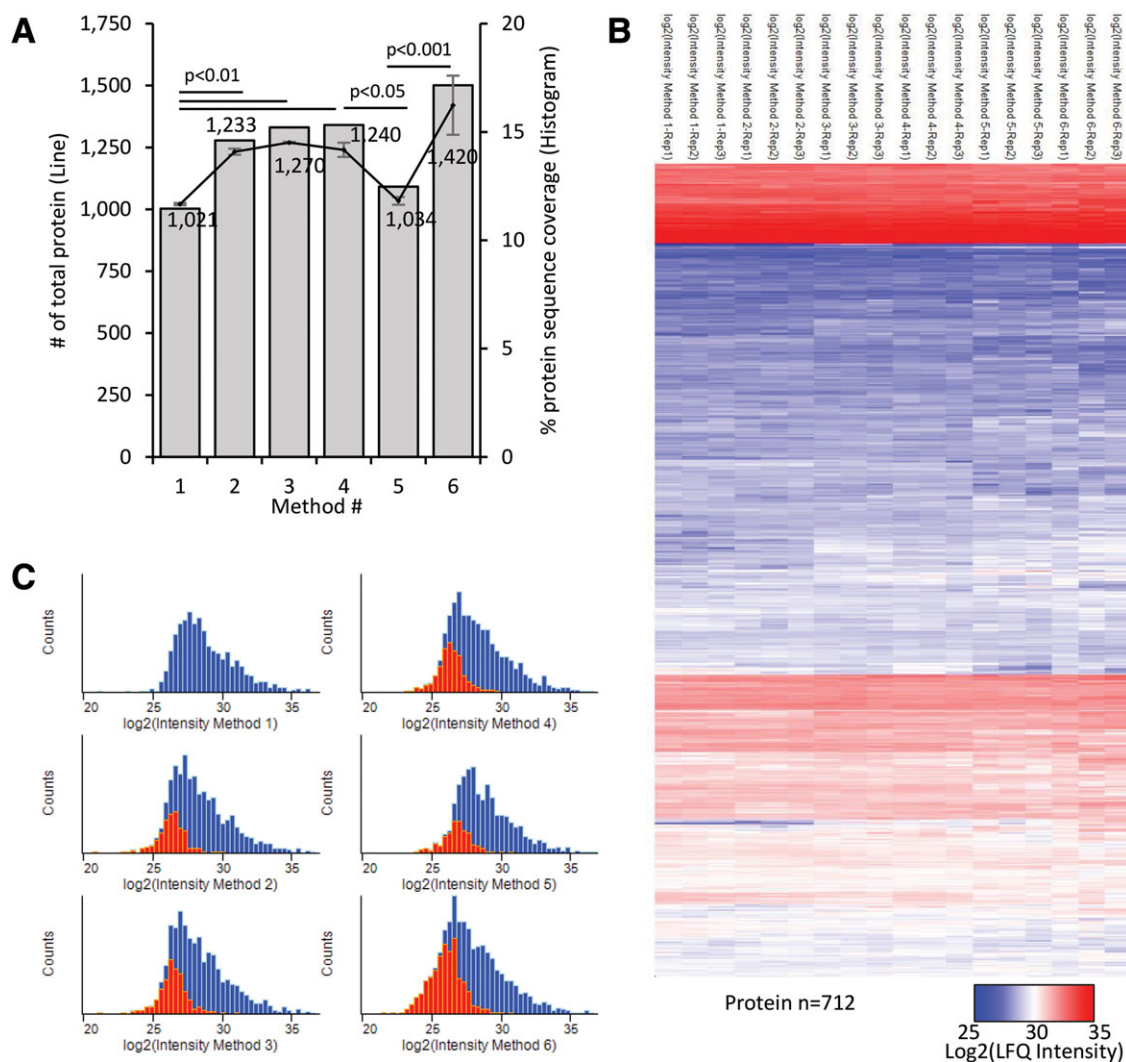 A
# of total protein (Line)
1,750
1,500
1,250
1,000
750
500
250
0
p<0.01
p<0.001
p<0.05
1,021
1,233
1,270
1,240
1,034
1,420
20
15
10
5
0
% protein sequence coverage (Histogram)
1 2 3 4 5 6
Method #
B
log2(Intensity Method 1-Rep1)
log2(Intensity Method 1-Rep2)
log2(Intensity Method 1-Rep3)
log2(Intensity Method 2-Rep1)
log2(Intensity Method 2-Rep2)
log2(Intensity Method 2-Rep3)
log2(Intensity Method 3-Rep1)
log2(Intensity Method 3-Rep2)
log2(Intensity Method 3-Rep3)
log2(Intensity Method 4-Rep1)
log2(Intensity Method 4-Rep2)
log2(Intensity Method 4-Rep3)
log2(Intensity Method 5-Rep1)
log2(Intensity Method 5-Rep2)
log2(Intensity Method 5-Rep3)
log2(Intensity Method 6-Rep1)
log2(Intensity Method 6-Rep2)
log2(Intensity Method 6-Rep3)
Protein n=712
25 30 35
Log2(LFQ Intensity)
C
Counts
20 25 30 35
log2(Intensity Method 1)
Counts
20 25 30 35
log2(Intensity Method 4)
Counts
20 25 30 35
log2(Intensity Method 2)
Counts
20 25 30 35
log2(Intensity Method 5)
Counts
20 25 30 35
log2(Intensity Method 3)
Counts
20 25 30 35
log2(Intensity Method 6)